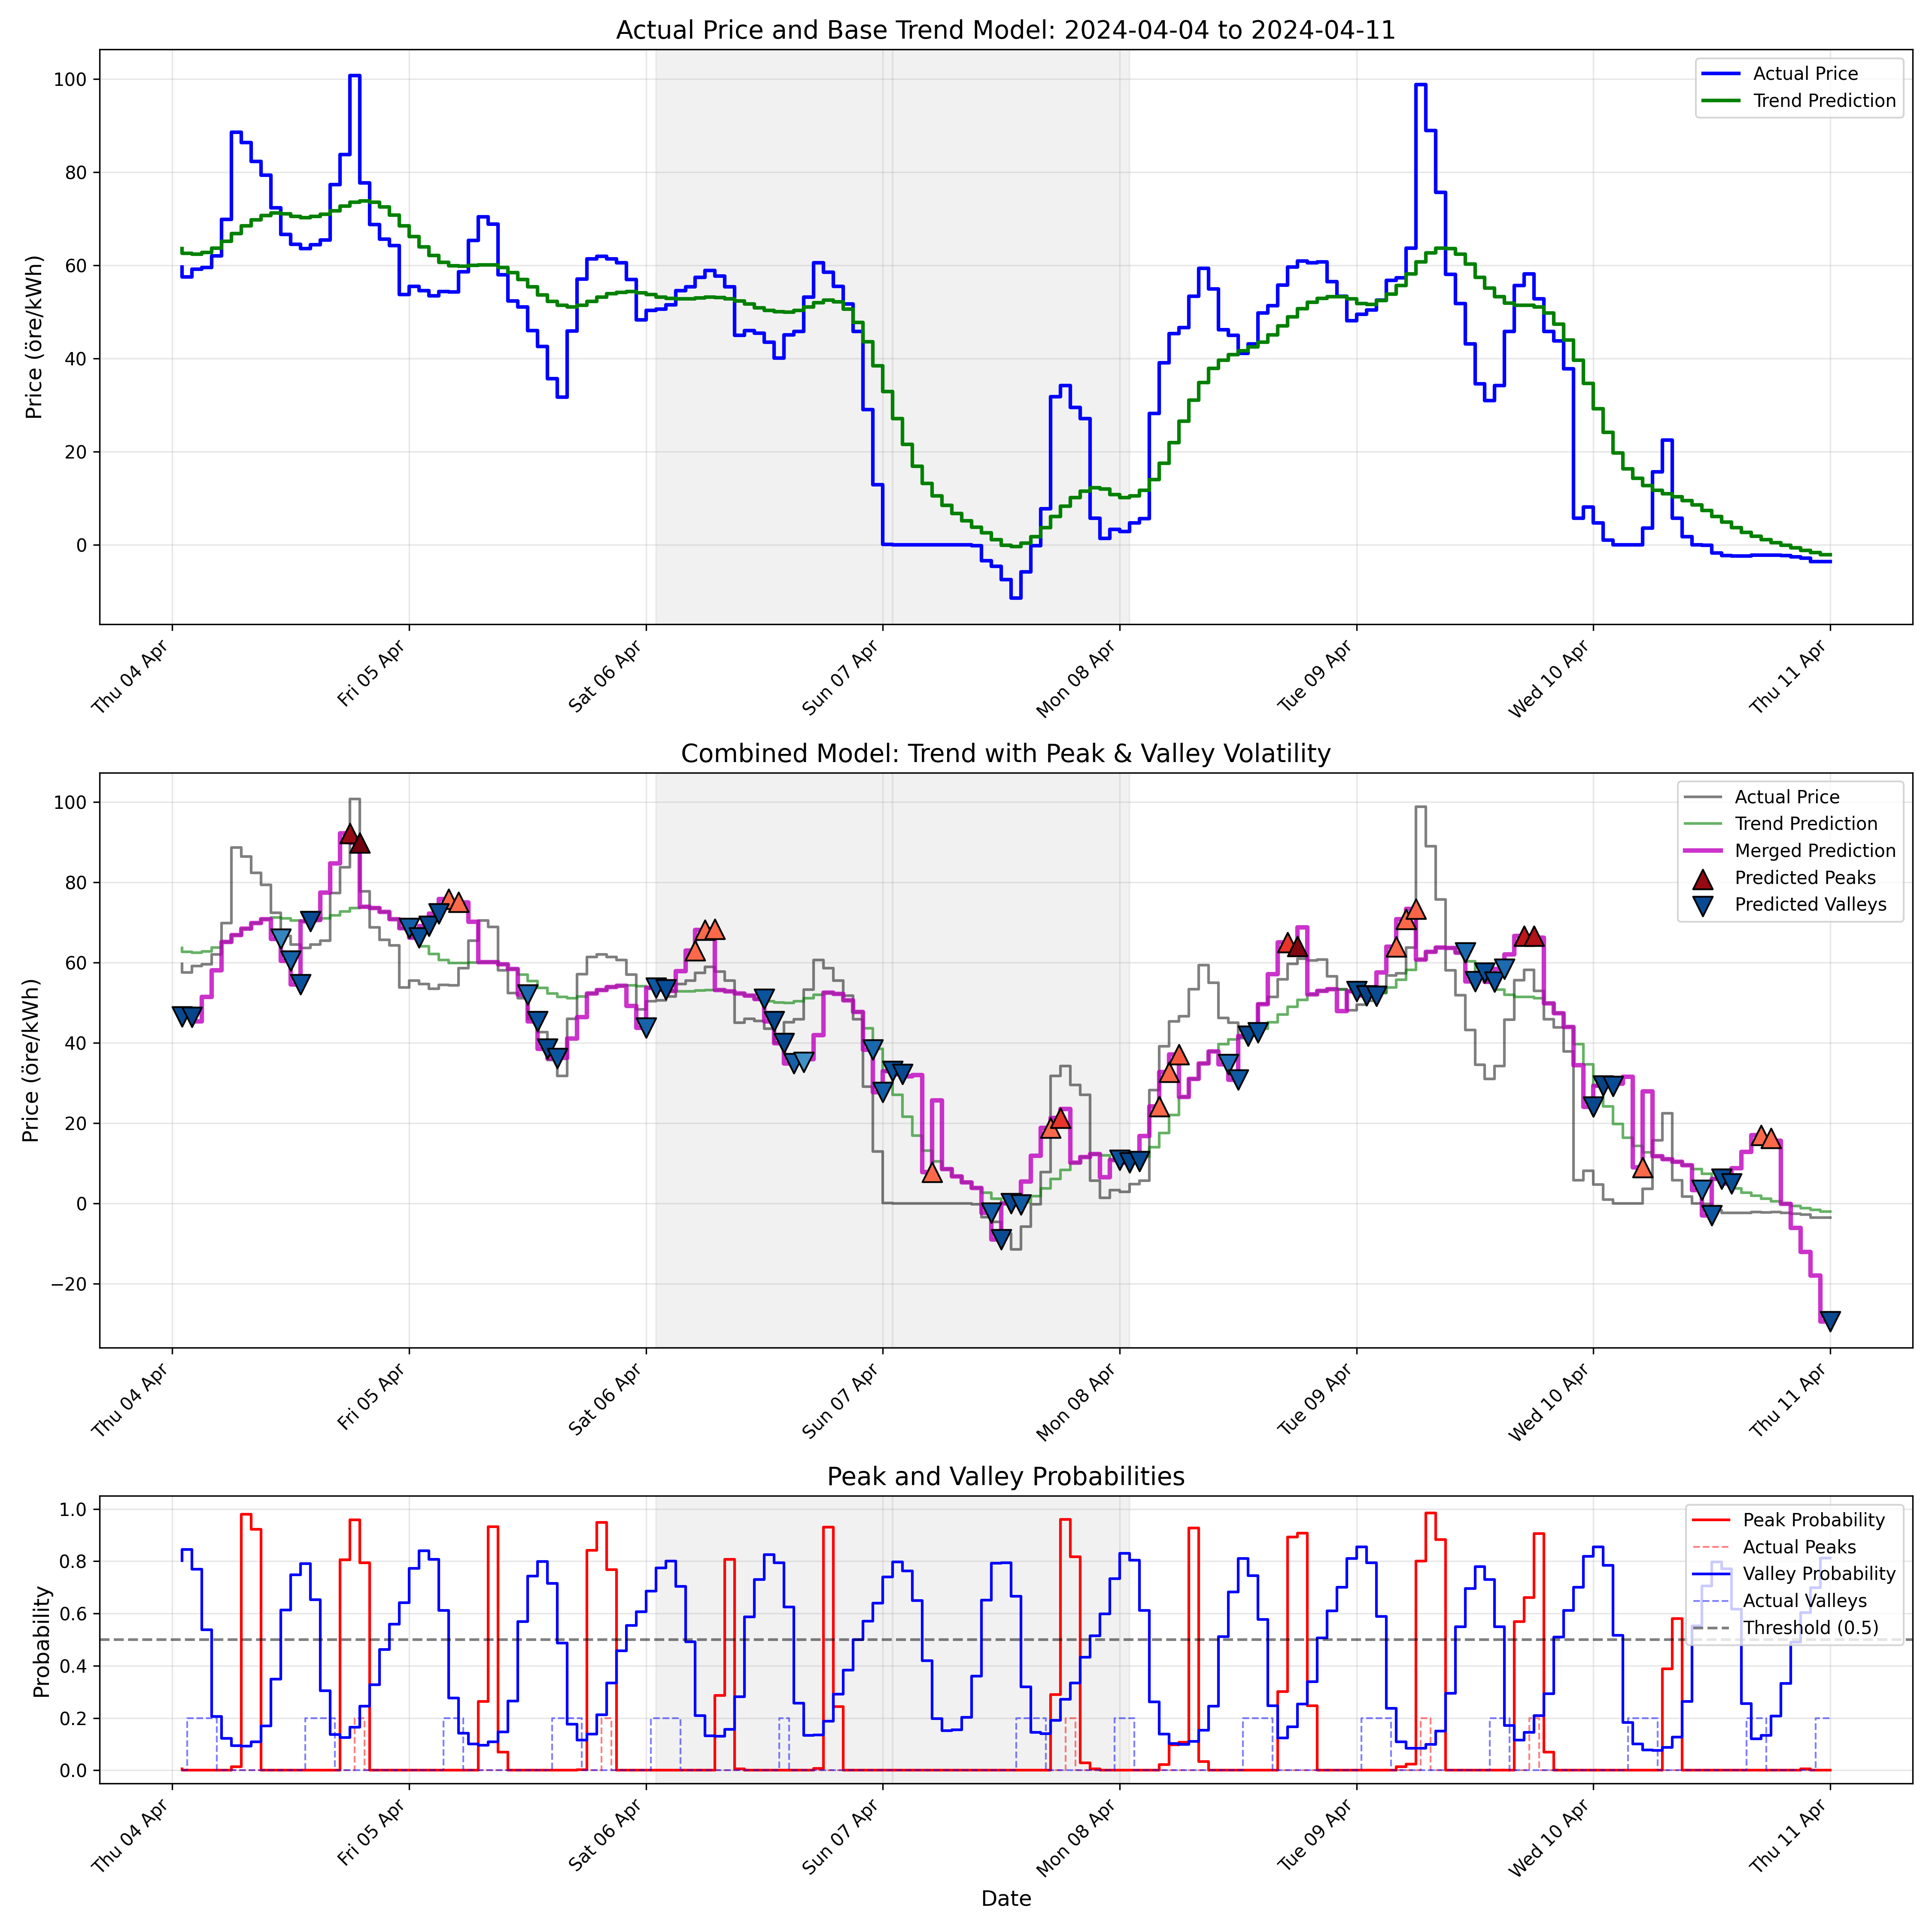 Actual Price and Base Trend Model: 2024-04-04 to 2024-04-11
Price (öre/kWh)
100
80
60
40
20
0
Actual Price
Trend Prediction
Thu 04 Apr
Fri 05 Apr
Sat 06 Apr
Sun 07 Apr
Mon 08 Apr
Tue 09 Apr
Wed 10 Apr
Thu 11 Apr
Combined Model: Trend with Peak & Valley Volatility
Price (öre/kWh)
100
80
60
40
20
0
−20
Actual Price
Trend Prediction
Merged Prediction
Predicted Peaks
Predicted Valleys
Thu 04 Apr
Fri 05 Apr
Sat 06 Apr
Sun 07 Apr
Mon 08 Apr
Tue 09 Apr
Wed 10 Apr
Thu 11 Apr
Peak and Valley Probabilities
Probability
1.0
0.8
0.6
0.4
0.2
0.0
Peak Probability
Actual Peaks
Valley Probability
Actual Valleys
Threshold (0.5)
Thu 04 Apr
Fri 05 Apr
Sat 06 Apr
Sun 07 Apr
Mon 08 Apr
Tue 09 Apr
Wed 10 Apr
Thu 11 Apr
Date